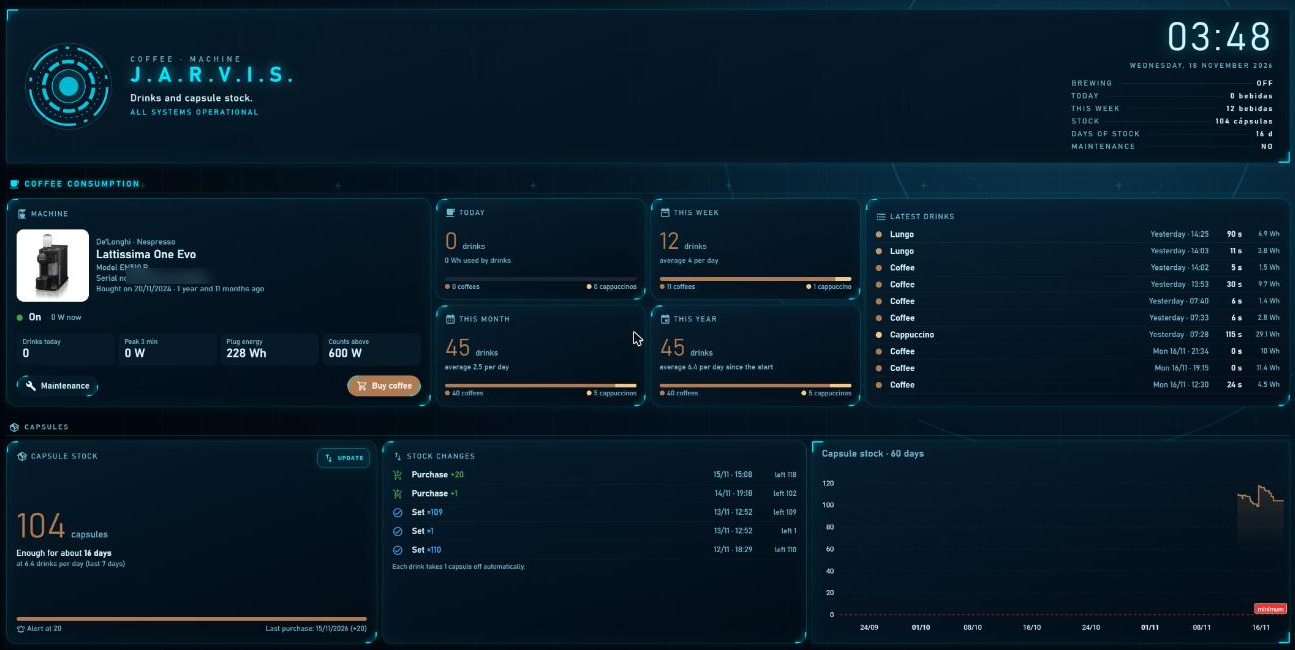 COFFEE · MACHINE
J.A.R.V.I.S.
Drinks and capsule stock.
ALL SYSTEMS OPERATIONAL
03:48
WEDNESDAY, 18 NOVEMBER 2026
BREWING OFF
TODAY 0 bebidas
THIS WEEK 12 bebidas
STOCK 104 cápsulas
DAYS OF STOCK 16 d
MAINTENANCE NO
COFFEE CONSUMPTION
MACHINE
De'Longhi · Nespresso
Lattissima One Evo
Model
Serial
Bought on 20/11/2024 · 1 year and 11 months ago
On · 0 W now
Drinks today
0
Peak 3 min
0 W
Plug energy
228 Wh
Counts above
600 W
Maintenance
Buy coffee
TODAY
0 drinks
0 Wh used by drinks
0 coffees 0 cappuccinos
THIS WEEK
12 drinks
average 4 per day
11 coffees 1 cappuccino
THIS MONTH
45 drinks
average 2.5 per day
40 coffees 5 cappuccinos
THIS YEAR
45 drinks
average 6.4 per day since the start
40 coffees 5 cappuccinos
LATEST DRINKS
Lungo Yesterday · 14:25 90 s 6.9 Wh
Lungo Yesterday · 14:03 11 s 3.8 Wh
Coffee Yesterday · 14:02 5 s 1.5 Wh
Coffee Yesterday · 13:53 30 s 9.7 Wh
Coffee Yesterday · 07:40 6 s 1.4 Wh
Coffee Yesterday · 07:33 6 s 2.8 Wh
Cappuccino Yesterday · 07:28 115 s 29.1 Wh
Coffee Mon 16/11 · 21:34 0 s 10 Wh
Coffee Mon 16/11 · 19:15 0 s 11.4 Wh
Coffee Mon 16/11 · 12:30 24 s 4.5 Wh
CAPSULES
CAPSULE STOCK
UPDATE
104 capsules
Enough for about 16 days
at 6.4 drinks per day (last 7 days)
Alert at 20 Last purchase: 15/11/2026 (+20)
STOCK CHANGES
Purchase +20 15/11 · 15:08 left 118
Purchase +1 14/11 · 19:18 left 102
Set +109 13/11 · 12:52 left 109
Set +1 13/11 · 12:52 left 1
Set +110 12/11 · 18:29 left 110
Each drink takes 1 capsule off automatically.
Capsule stock · 60 days
120
100
80
60
40
20
0
minimum
24/09 01/10 08/10 16/10 24/10 01/11 08/11 16/11